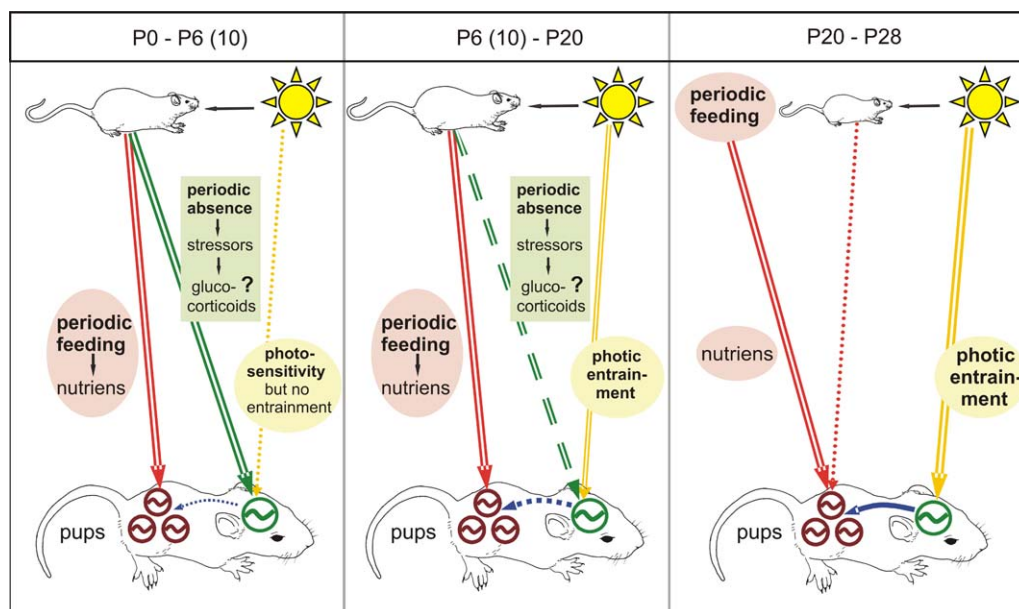 P0 - P6 (10)
P6 (10) - P20
P20 - P28
periodic
absence
stressors
gluco- ?
corticoids
periodic
feeding
nutriens
photo-
sensitivity
but no
entrainment
pups
periodic
absence
stressors
gluco- ?
corticoids
periodic
feeding
nutriens
photic
entrain-
ment
pups
periodic
feeding
nutriens
photic
entrain-
ment
pups